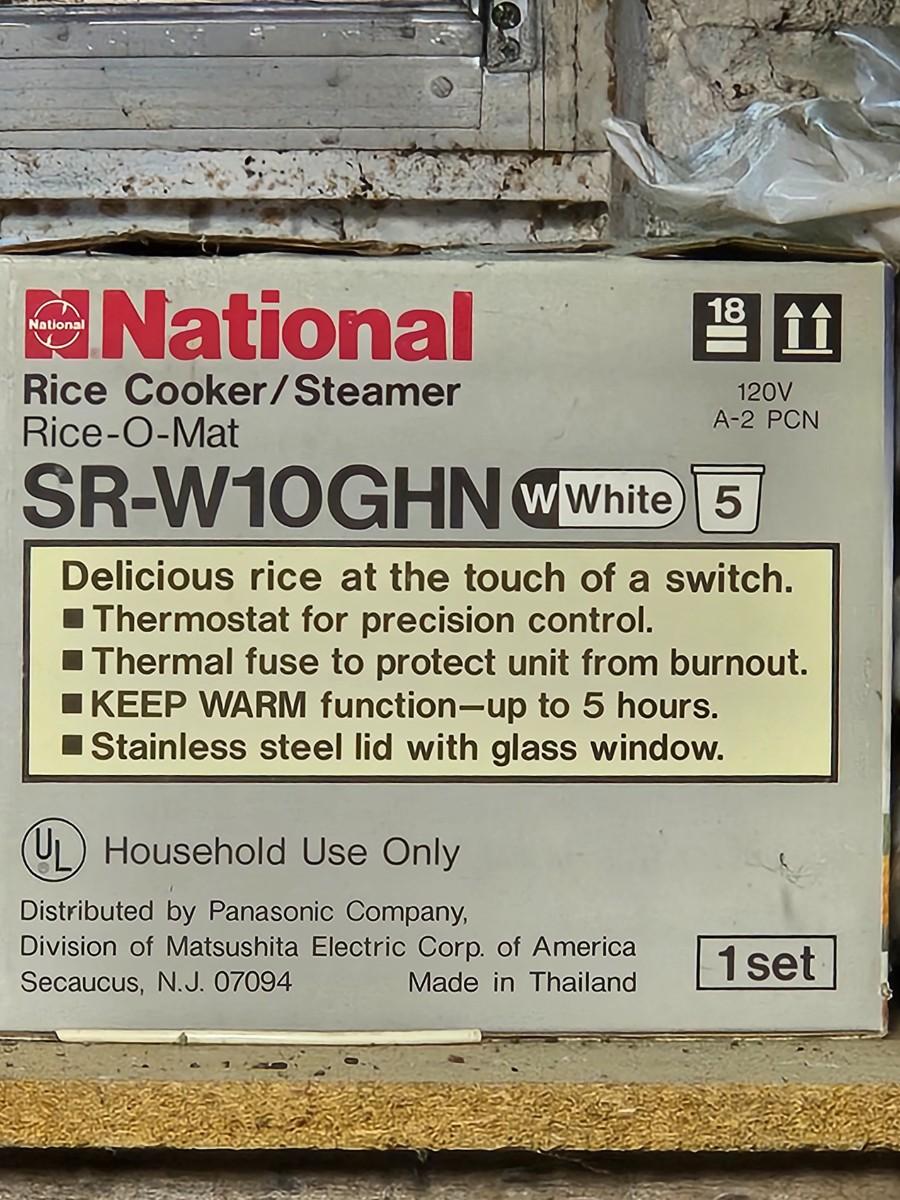 National National
18
Rice Cooker/Steamer
120V
Rice-O-Mat
A-2 PCN
SR-W10GHN W White 5
Delicious rice at the touch of a switch.
■ Thermostat for precision control.
■ Thermal fuse to protect unit from burnout.
■ KEEP WARM function—up to 5 hours.
■ Stainless steel lid with glass window.
UL® Household Use Only
Distributed by Panasonic Company,
Division of Matsushita Electric Corp. of America
Secaucus, N.J. 07094 Made in Thailand
1 set